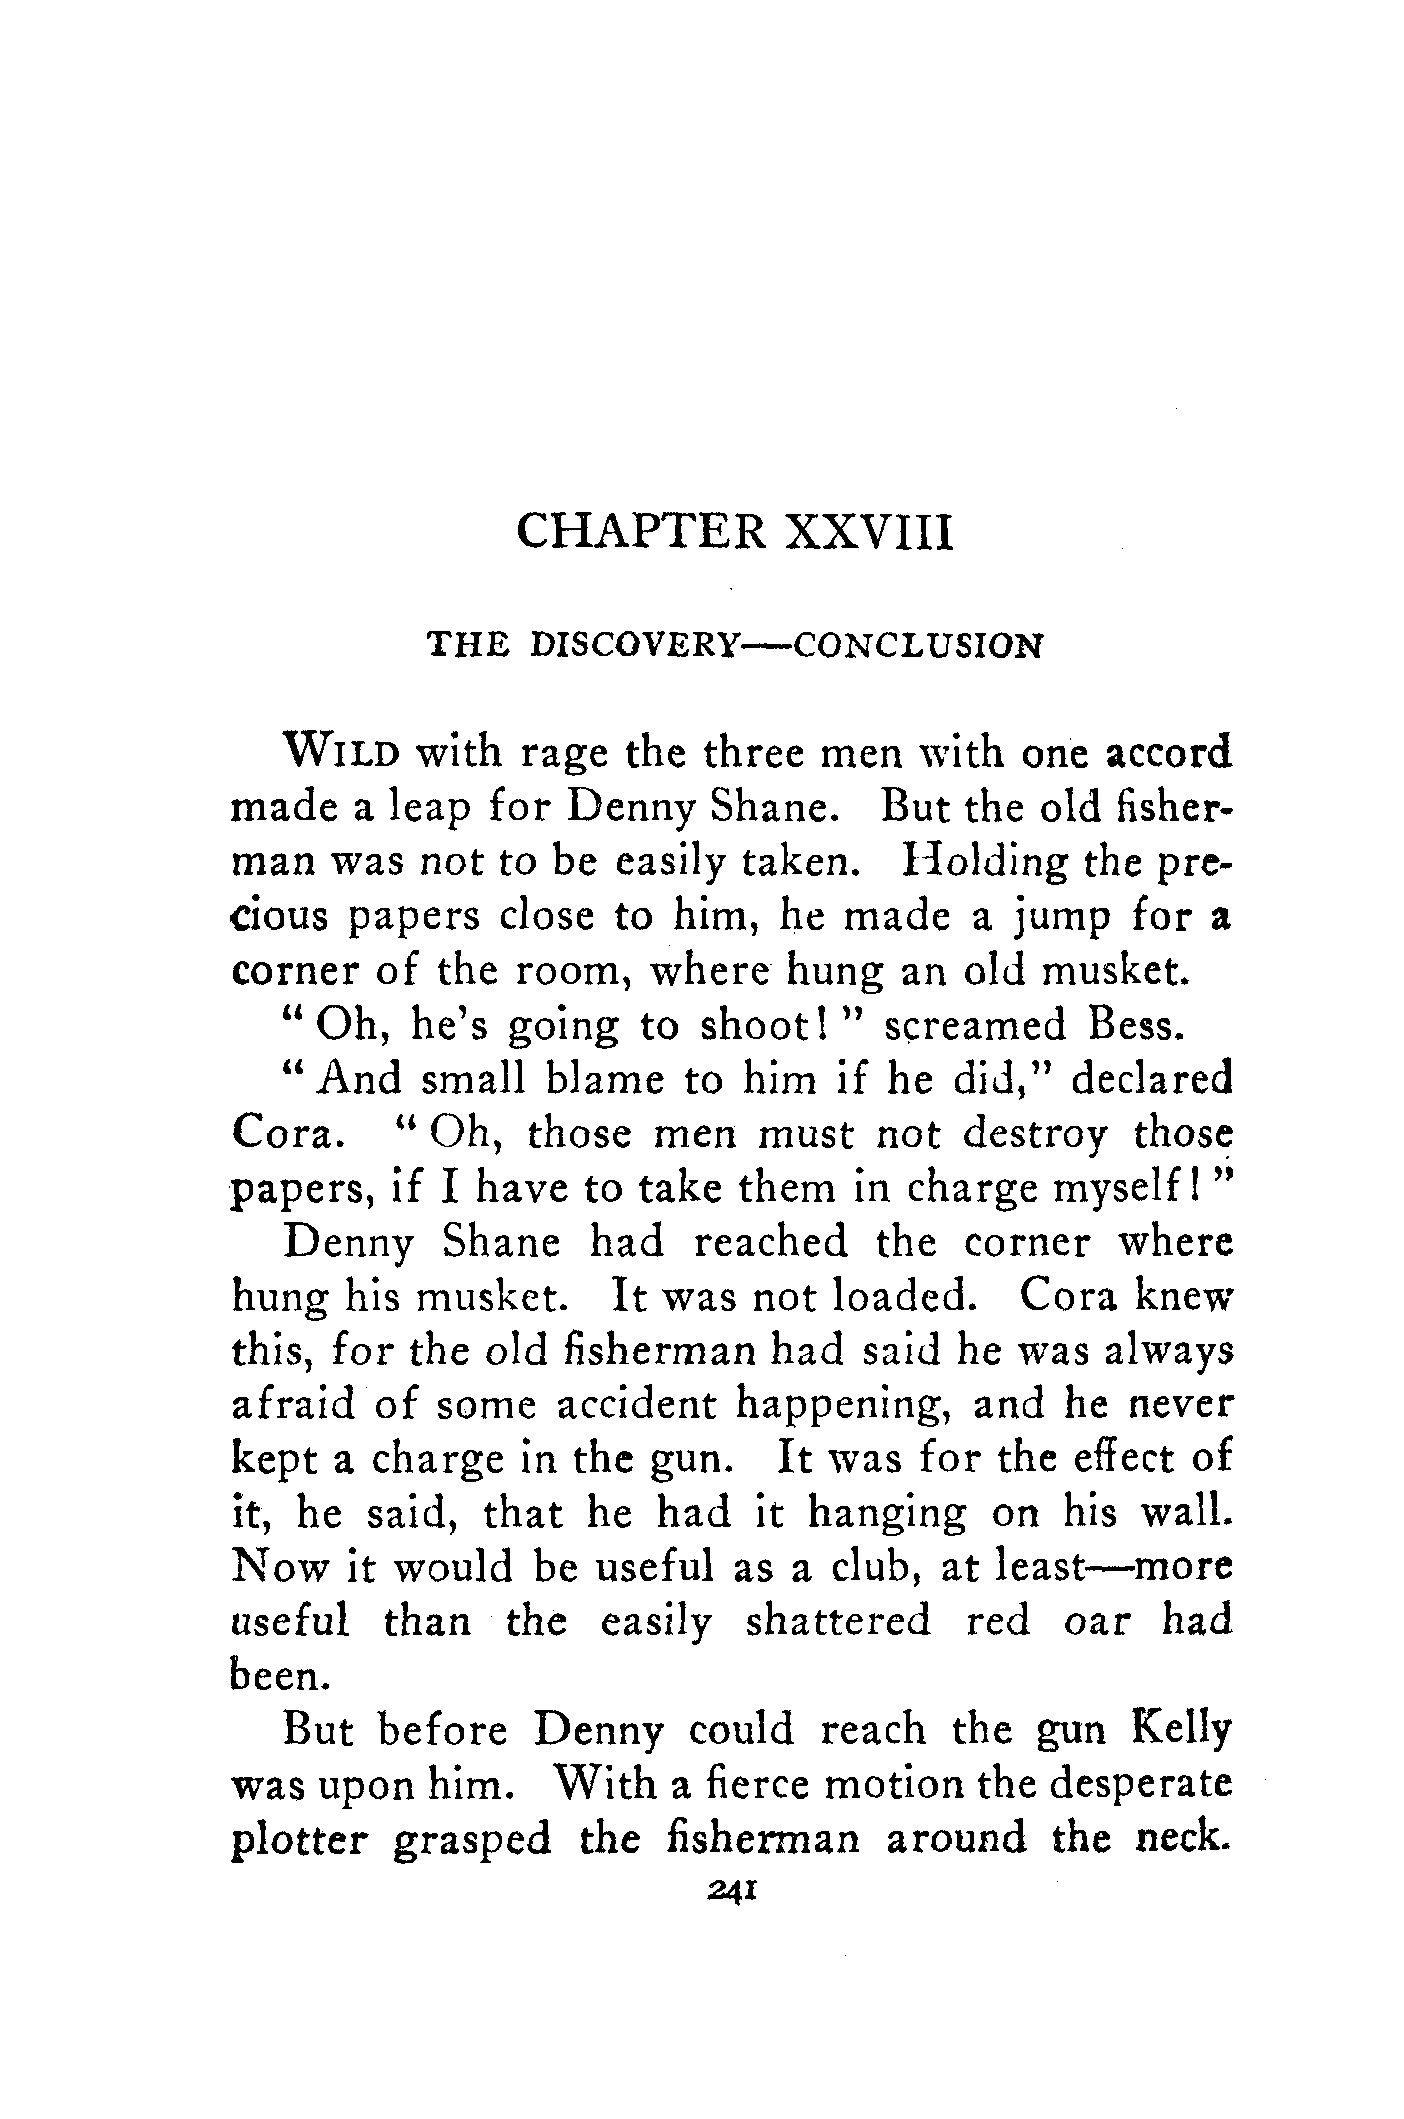 CHAPTER XXVIII
THE DISCOVERY—CONCLUSION
WILD with rage the three men with one accord
made a leap for Denny Shane. But the old fisher-
man was not to be easily taken. Holding the pre-
cious papers close to him, he made a jump for a
corner of the room, where hung an old musket.
" Oh, he's going to shoot! " screamed Bess.
" And small blame to him if he did," declared
Cora. " Oh, those men must not destroy those
papers, if I have to take them in charge myself! "
Denny Shane had reached the corner where
hung his musket. It was not loaded. Cora knew
this, for the old fisherman had said he was always
afraid of some accident happening, and he never
kept a charge in the gun. It was for the effect of
it, he said, that he had it hanging on his wall.
Now it would be useful as a club, at least—more
useful than the easily shattered red oar had
been.
But before Denny could reach the gun Kelly
was upon him. With a fierce motion the desperate
plotter grasped the fisherman around the neck.
241